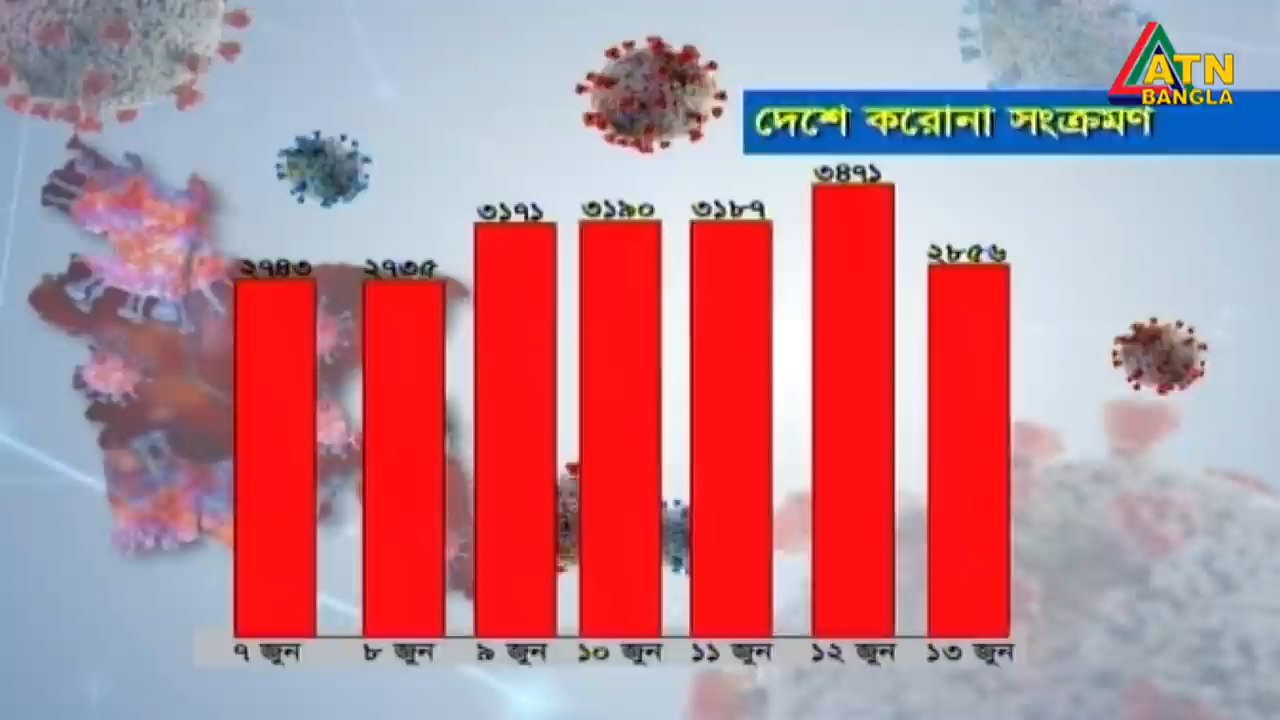 ATN
BANGLA
দেশে করোনা সংক্রমণ
২৭৪৩ ২৭৩৫ ৩১৭১ ৩১৯০ ৩১৮৭ ৩৪৭১ ২৮৫৬
৭ জুন ৮ জুন ৯ জুন ১০ জুন ১১ জুন ১২ জুন ১৩ জুন